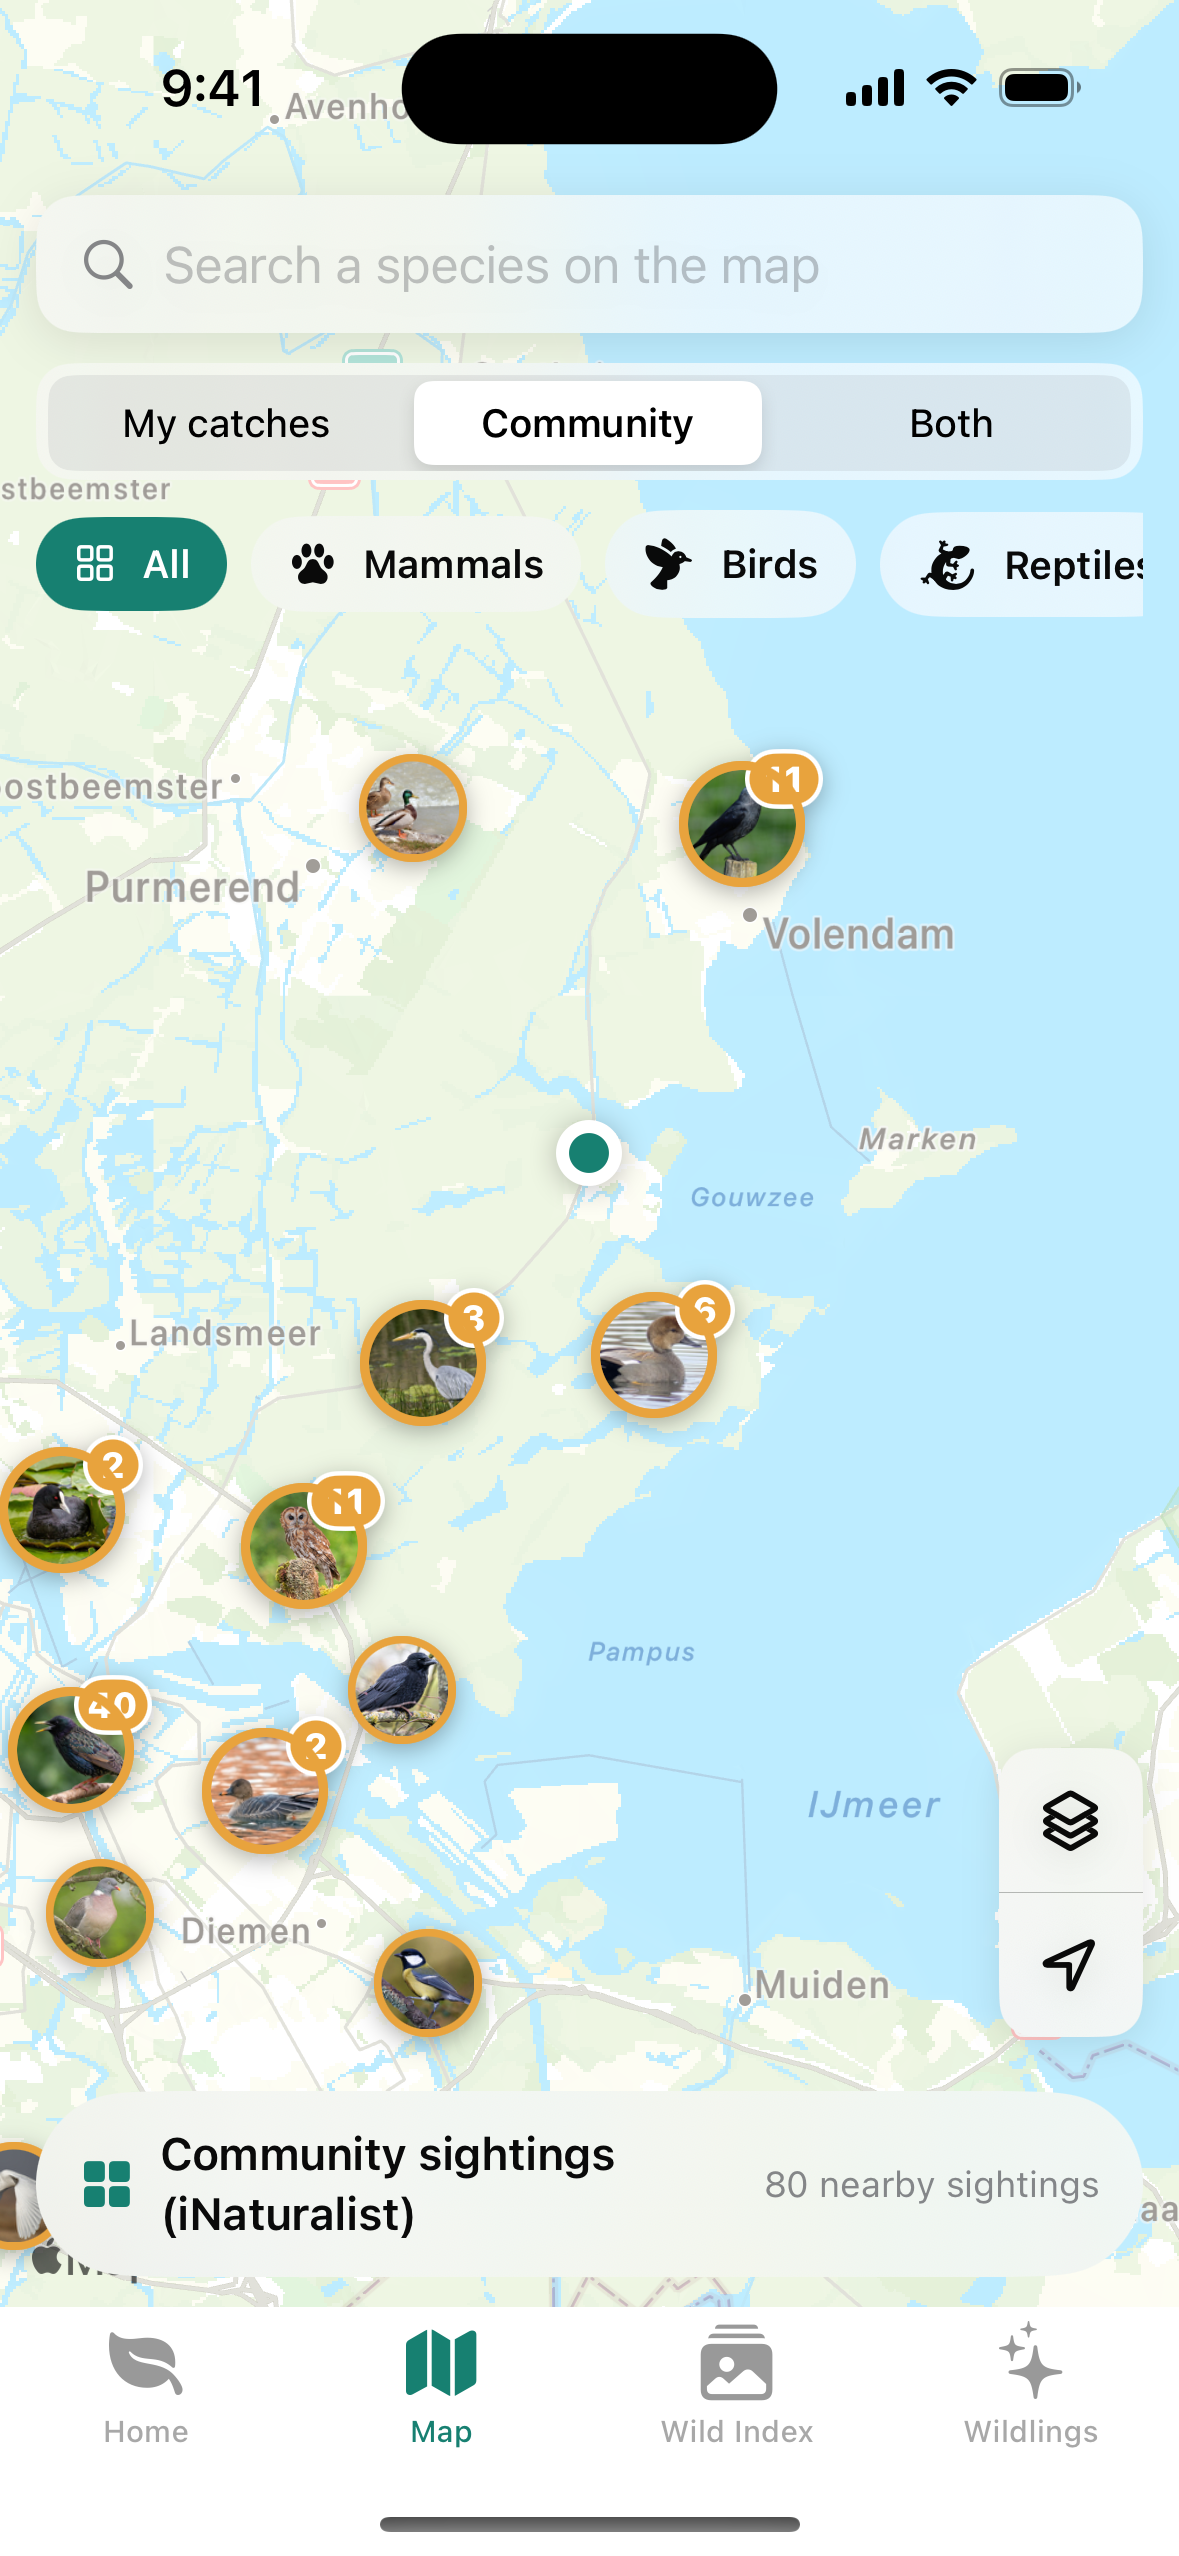 9:41
Avenho
Search a species on the map
My catches
Community
Both
stbeemster
All
Mammals
Birds
Reptiles
oostbeemster
Purmerend
11
Volendam
Marken
Gouwzee
Landsmeer
3
6
2
11
Pampus
40
2
IJmeer
Diemen
Muiden
Community sightings
(iNaturalist)
80 nearby sightings
aa
Home
Map
Wild Index
Wildlings